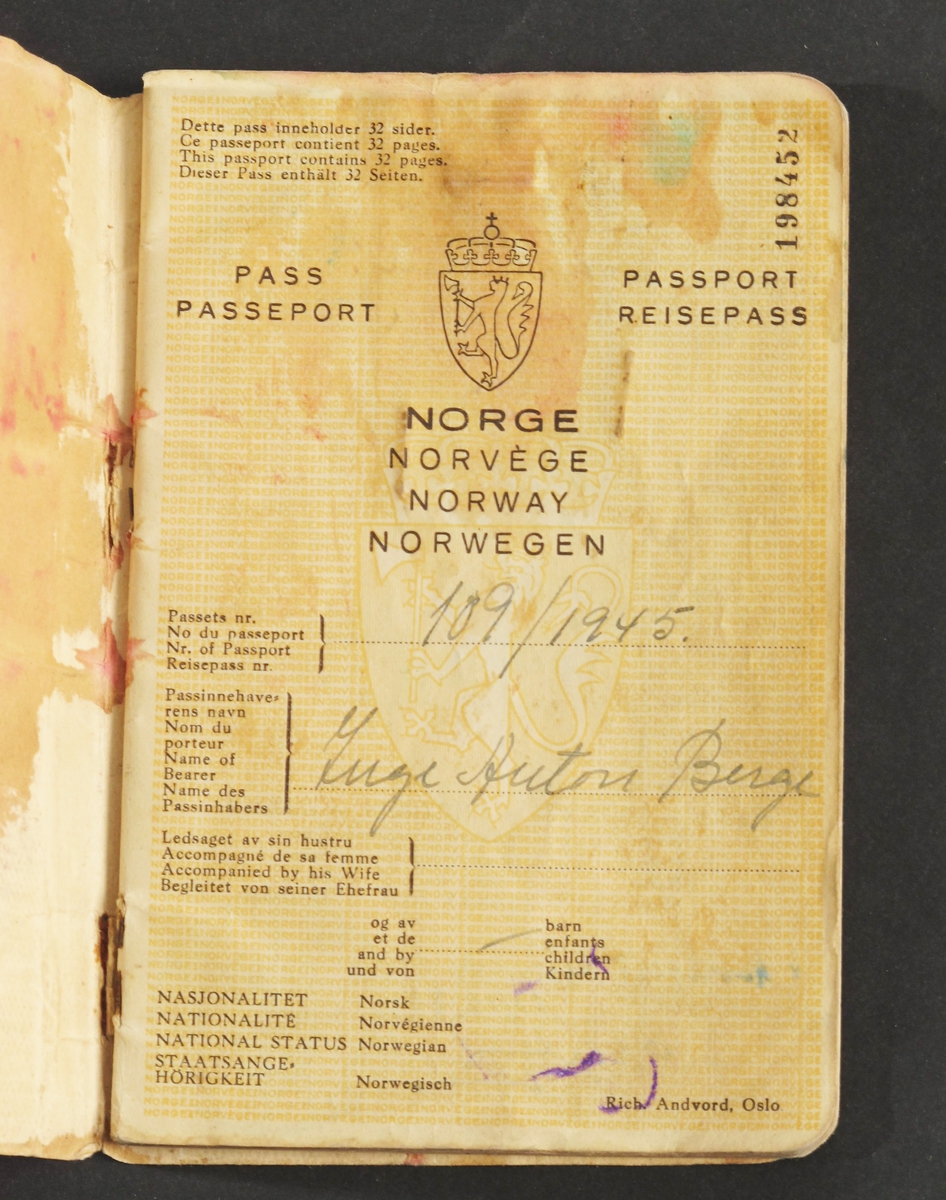 Dette pass inneholder 32 sider.
Ce passeport contient 32 pages.
This passport contains 32 pages.
Dieser Pass enthält 32 Seiten.
198452
PASS
PASSEPORT
PASSPORT
REISEPASS
NORGE
NORVÈGE
NORWAY
NORWEGEN
Passets nr.
No du passeport
Nr. of Passport
Reisepass nr.
109/1945.
Passinnehave-
rens navn
Nom du
porteur
Name of
Bearer
Name des
Passinhabers
Inge Anton Berge
Ledsaget av sin hustru
Accompagné de sa femme
Accompanied by his Wife
Begleitet von seiner Ehefrau
og av
et de
and by
und von
barn
enfants
children
Kindern
NASJONALITET Norsk
NATIONALITÉ Norvégienne
NATIONAL STATUS Norwegian
STAATSANGE-
HÖRIGKEIT Norwegisch
Rich. Andvord, Oslo